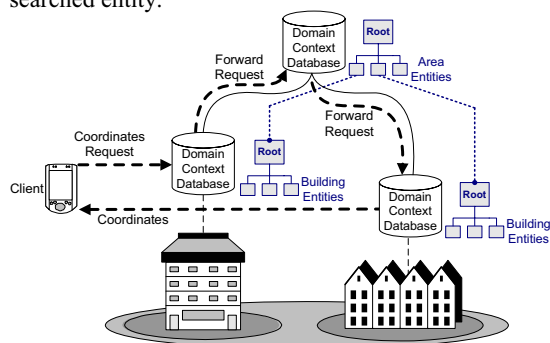 searched entity.
Domain
Context
Database
Root
Area
Entities
Forward
Request
Forward
Request
Coordinates
Request
Domain
Context
Database
Root
Building
Entities
Client
Domain
Context
Database
Root
Building
Entities
Coordinates